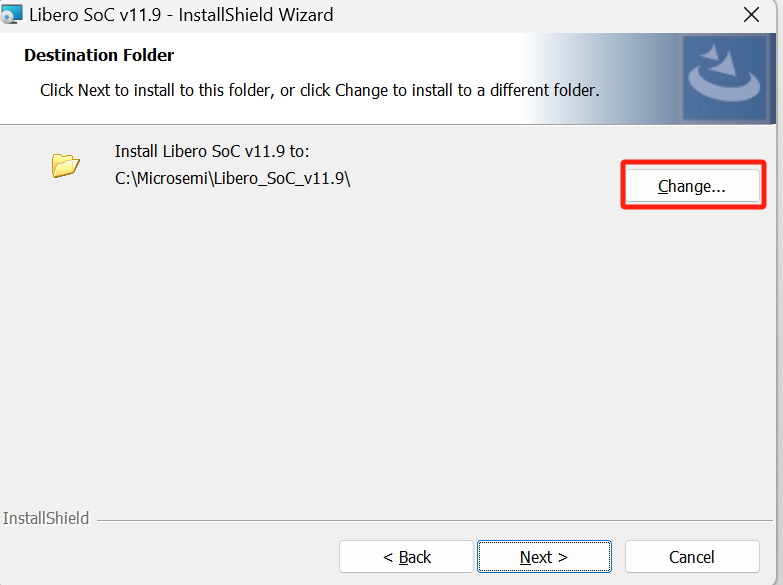 Libero SoC v11.9 - InstallShield Wizard
Destination Folder
Click Next to install to this folder, or click Change to install to a different folder.
Install Libero SoC v11.9 to:
C:\Microsemi\Libero_SoC_v11.9\
Change...
InstallShield
< Back
Next >
Cancel